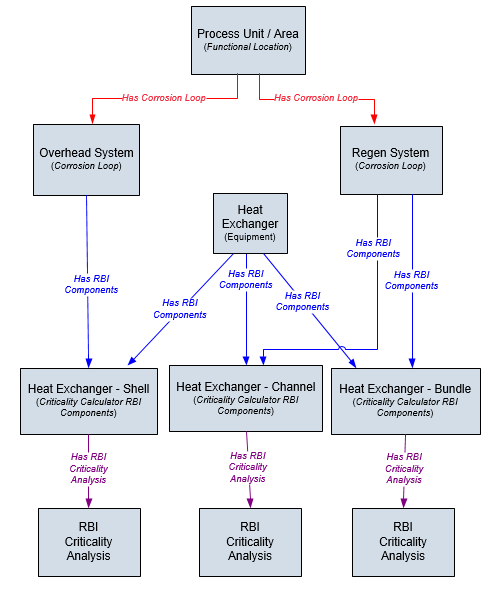 Process Unit / Area
(Functional Location)
Has Corrosion Loop
Has Corrosion Loop
Overhead System
(Corrosion Loop)
Regen System
(Corrosion Loop)
Heat
Exchanger
(Equipment)
Has RBI
Components
Has RBI
Components
Has RBI
Components
Has RBI
Components
Has RBI
Components
Has RBI
Components
Heat Exchanger - Shell
(Criticality Calculator RBI
Components)
Heat Exchanger - Channel
(Criticality Calculator RBI
Components)
Heat Exchanger - Bundle
(Criticality Calculator RBI
Components)
Has RBI
Criticality
Analysis
Has RBI
Criticality
Analysis
Has RBI
Criticality
Analysis
RBI
Criticality
Analysis
RBI
Criticality
Analysis
RBI
Criticality
Analysis